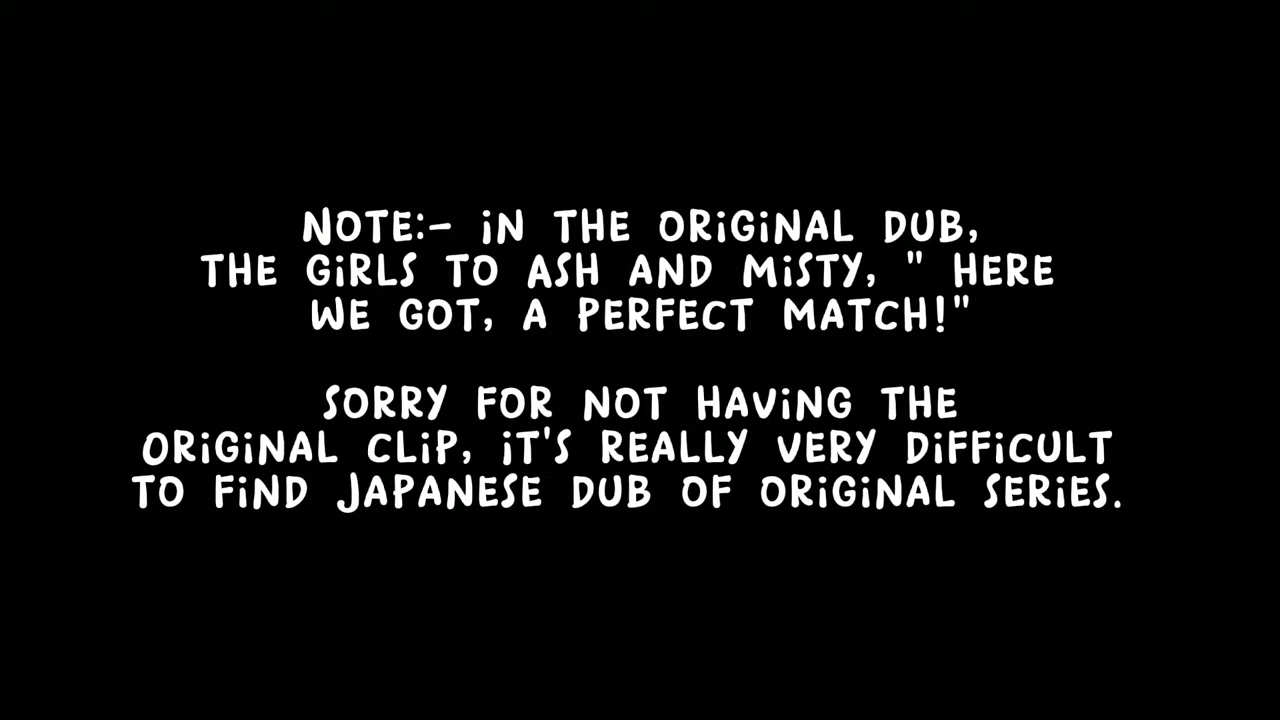 NOTE:- iN THE ORiGiNAL DUB,
THE GiRLS TO ASH AND MiSTY, " HERE
WE GOT, A PERFECT MATCH!"
SORRY FOR NOT HAViNG THE
ORiGiNAL CLiP, iT'S REALLY VERY DiFFiCULT
TO FiND JAPANESE DUB OF ORiGiNAL SERiES.